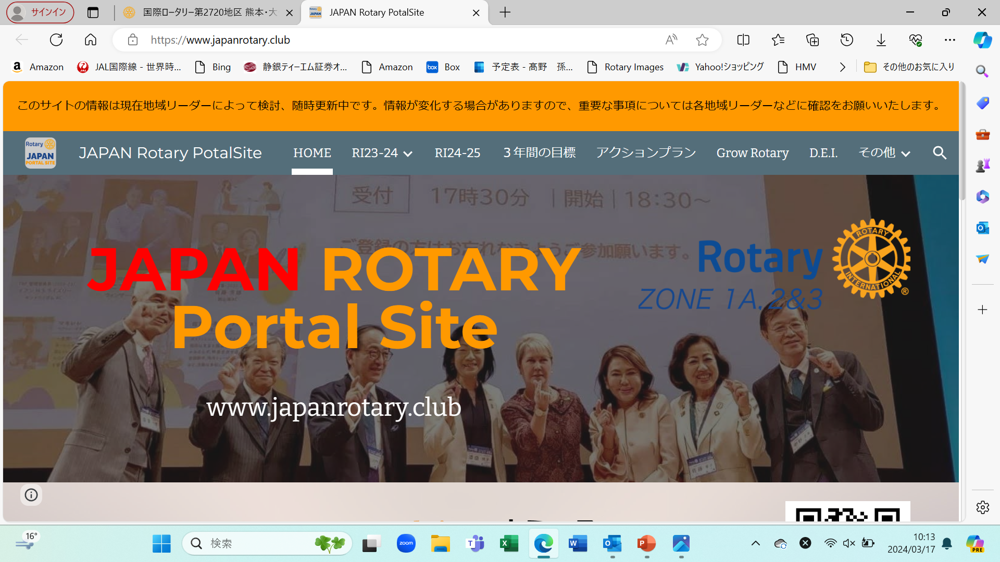 サインイン
国際ロータリー第2720地区 熊本・大
JAPAN Rotary PotalSite
https://www.japanrotary.club
Amazon
JAL国際線 - 世界時...
Bing
静銀ティーエム証券オ...
Amazon
box
Box
予定表 - 髙野 孫...
Rotary Images
Yahoo!ショッピング
HMV
その他のお気に入り
このサイトの情報は現在地域リーダーによって検討、随時更新中です。情報が変化する場合がありますので、重要な事項については各地域リーダーなどに確認をお願いいたします。
Rotary
JAPAN
PORTAL SITE
JAPAN Rotary PotalSite
HOME
RI23-24
RI24-25
３年間の目標
アクションプラン
Grow Rotary
D.E.I.
その他
受付 17時30分 | 開始 | 18:30～
ご登録の方はお忘れなきようご参加願います。
JAPAN ROTARY
Portal Site
Rotary
ROTARY
INTERNATIONAL
ZONE 1A,2&3
www.japanrotary.club
16°
検索
zoom
10:13
2024/03/17
PRE